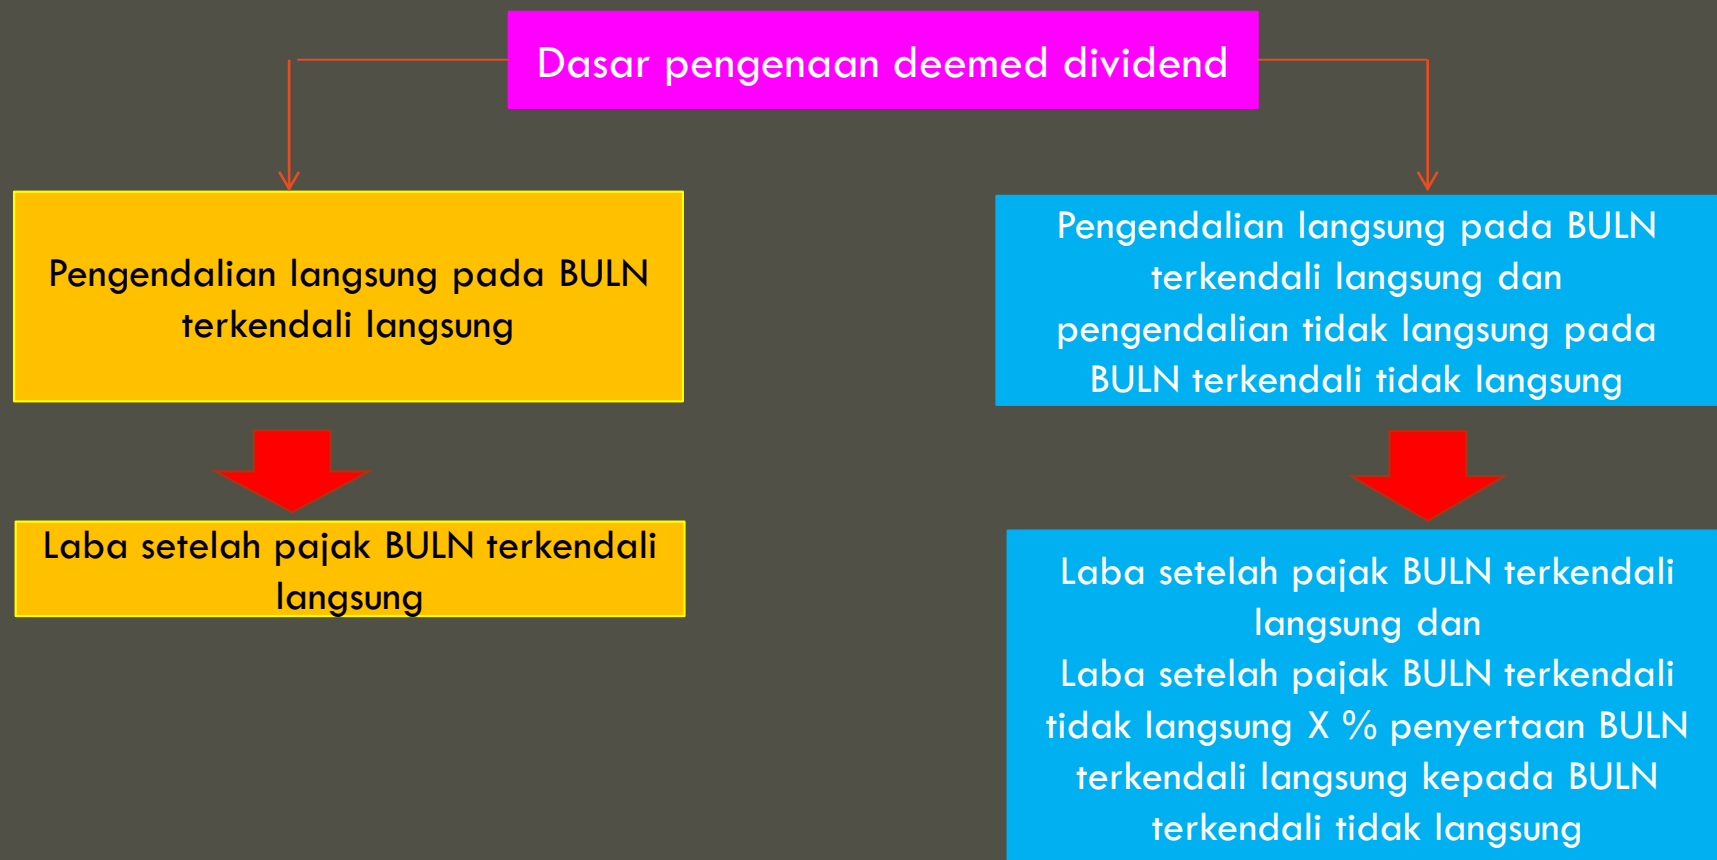 Dasar pengenaan deemed dividend
Pengendalian langsung pada BULN
terkendali langsung
Pengendalian langsung pada BULN
terkendali langsung dan
pengendalian tidak langsung pada
BULN terkendali tidak langsung
Laba setelah pajak BULN terkendali
langsung
Laba setelah pajak BULN terkendali
langsung dan
Laba setelah pajak BULN terkendali
tidak langsung X % penyertaan BULN
terkendali langsung kepada BULN
terkendali tidak langsung